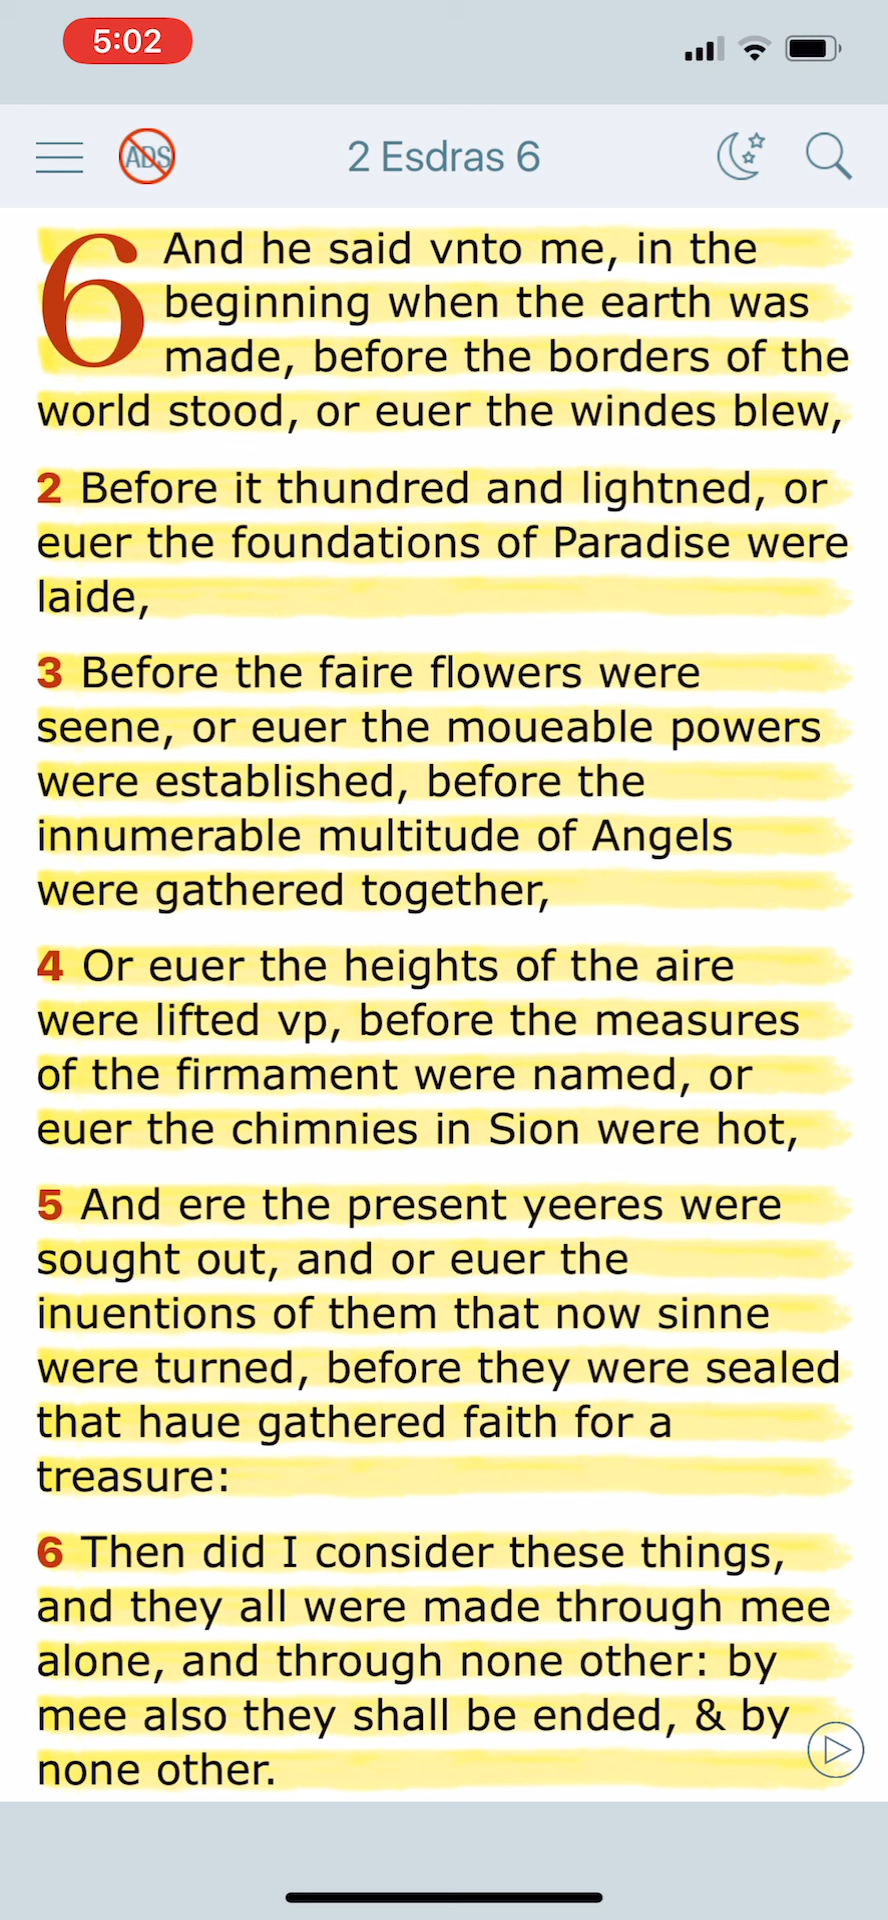 5:02
ADS
2 Esdras 6
6 And he said vnto me, in the
beginning when the earth was
made, before the borders of the
world stood, or euer the windes blew,
2 Before it thundred and lightned, or
euer the foundations of Paradise were
laide,
3 Before the faire flowers were
seene, or euer the moueable powers
were established, before the
innumerable multitude of Angels
were gathered together,
4 Or euer the heights of the aire
were lifted vp, before the measures
of the firmament were named, or
euer the chimnies in Sion were hot,
5 And ere the present yeeres were
sought out, and or euer the
inuentions of them that now sinne
were turned, before they were sealed
that haue gathered faith for a
treasure:
6 Then did I consider these things,
and they all were made through mee
alone, and through none other: by
mee also they shall be ended, & by
none other.